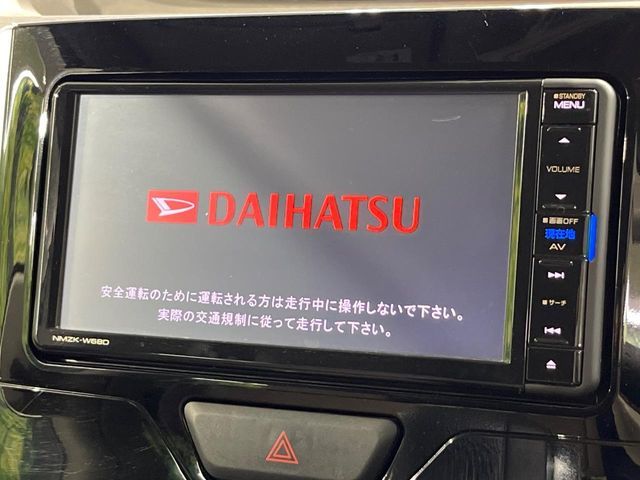 STANDBY
MENU
VOLUME
画面OFF
現在地
AV
サーチ
DAIHATSU
安全運転のために運転される方は走行中に操作しないで下さい。
実際の交通規制に従って走行して下さい。
NMZK-W68D